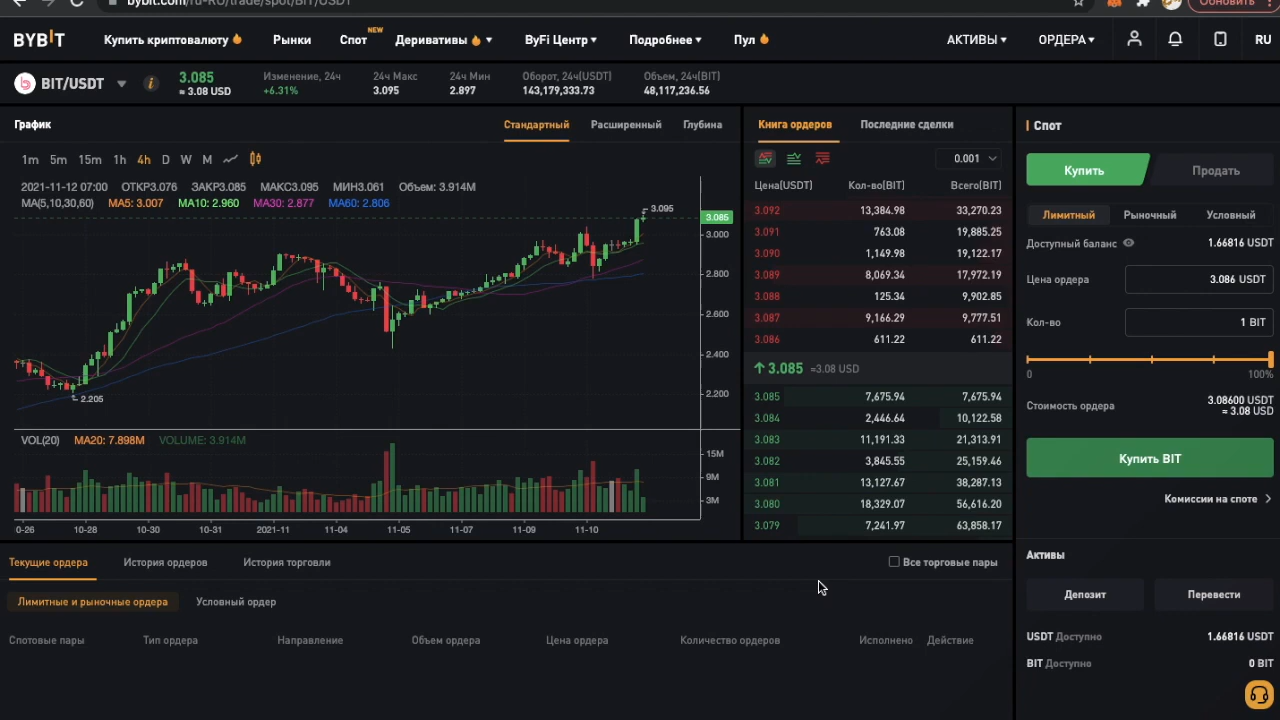 bybit.com/ru-RU/trade/spot/BIT/USDT
Обновить
BYBIT
Купить криптовалюту
Рынки
Спот
NEW
Деривативы
ByFi Центр
Подробнее
Пул
АКТИВЫ
ОРДЕРА
RU
BIT/USDT
3.085
≈ 3.08 USD
Изменение, 24ч
+6.31%
24ч Макс
3.095
24ч Мин
2.897
Оборот, 24ч(USDT)
143,179,333.73
Объем, 24ч(BIT)
48,117,236.56
График
Стандартный
Расширенный
Глубина
1m 5m 15m 1h 4h D W M
2021-11-12 07:00 ОТКР3.076 ЗАКР3.085 МАКС3.095 МИН3.061 Объем: 3.914M
MA(5,10,30,60) MA5: 3.007 MA10: 2.960 MA30: 2.877 MA60: 2.806
3.095
3.085
3.000
2.800
2.600
2.400
2.200
2.205
VOL(20) MA20: 7.898M VOLUME: 3.914M
15M
9M
3M
0-26 10-28 10-30 10-31 2021-11 11-04 11-05 11-07 11-09 11-10
Книга ордеров
Последние сделки
0.001
Цена(USDT) Кол-во(BIT) Всего(BIT)
3.092 13,384.98 33,270.23
3.091 763.08 19,885.25
3.090 1,149.98 19,122.17
3.089 8,069.34 17,972.19
3.088 125.34 9,902.85
3.087 9,166.29 9,777.51
3.086 611.22 611.22
3.085 ≈3.08 USD
3.085 7,675.94 7,675.94
3.084 2,446.64 10,122.58
3.083 11,191.33 21,313.91
3.082 3,845.55 25,159.46
3.081 13,127.67 38,287.13
3.080 18,329.07 56,616.20
3.079 7,241.97 63,858.17
Спот
Купить
Продать
Лимитный
Рыночный
Условный
Доступный баланс 1.66816 USDT
Цена ордера 3.086 USDT
Кол-во 1 BIT
0 100%
Стоимость ордера 3.08600 USDT
≈ 3.08 USD
Купить BIT
Комиссии на споте
Активы
Депозит
Перевести
USDT Доступно 1.66816 USDT
BIT Доступно 0 BIT
Текущие ордера
История ордеров
История торговли
Все торговые пары
Лимитные и рыночные ордера
Условный ордер
Спотовые пары Тип ордера Направление Объем ордера Цена ордера Количество ордеров Исполнено Действие